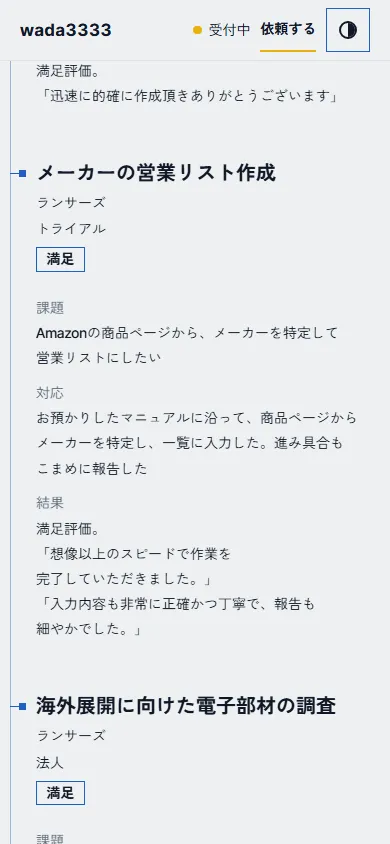 wada3333
受付中
依頼する
満足評価。
「迅速に的確に作成頂きありがとうございます」
メーカーの営業リスト作成
ランサーズ
トライアル
満足
課題
Amazonの商品ページから、メーカーを特定して
営業リストにしたい
対応
お預かりしたマニュアルに沿って、商品ページから
メーカーを特定し、一覧に入力した。進み具合も
こまめに報告した
結果
満足評価。
「想像以上のスピードで作業を
完了していただきました。」
「入力内容も非常に正確かつ丁寧で、報告も
細やかでした。」
海外展開に向けた電子部材の調査
ランサーズ
法人
満足
課題